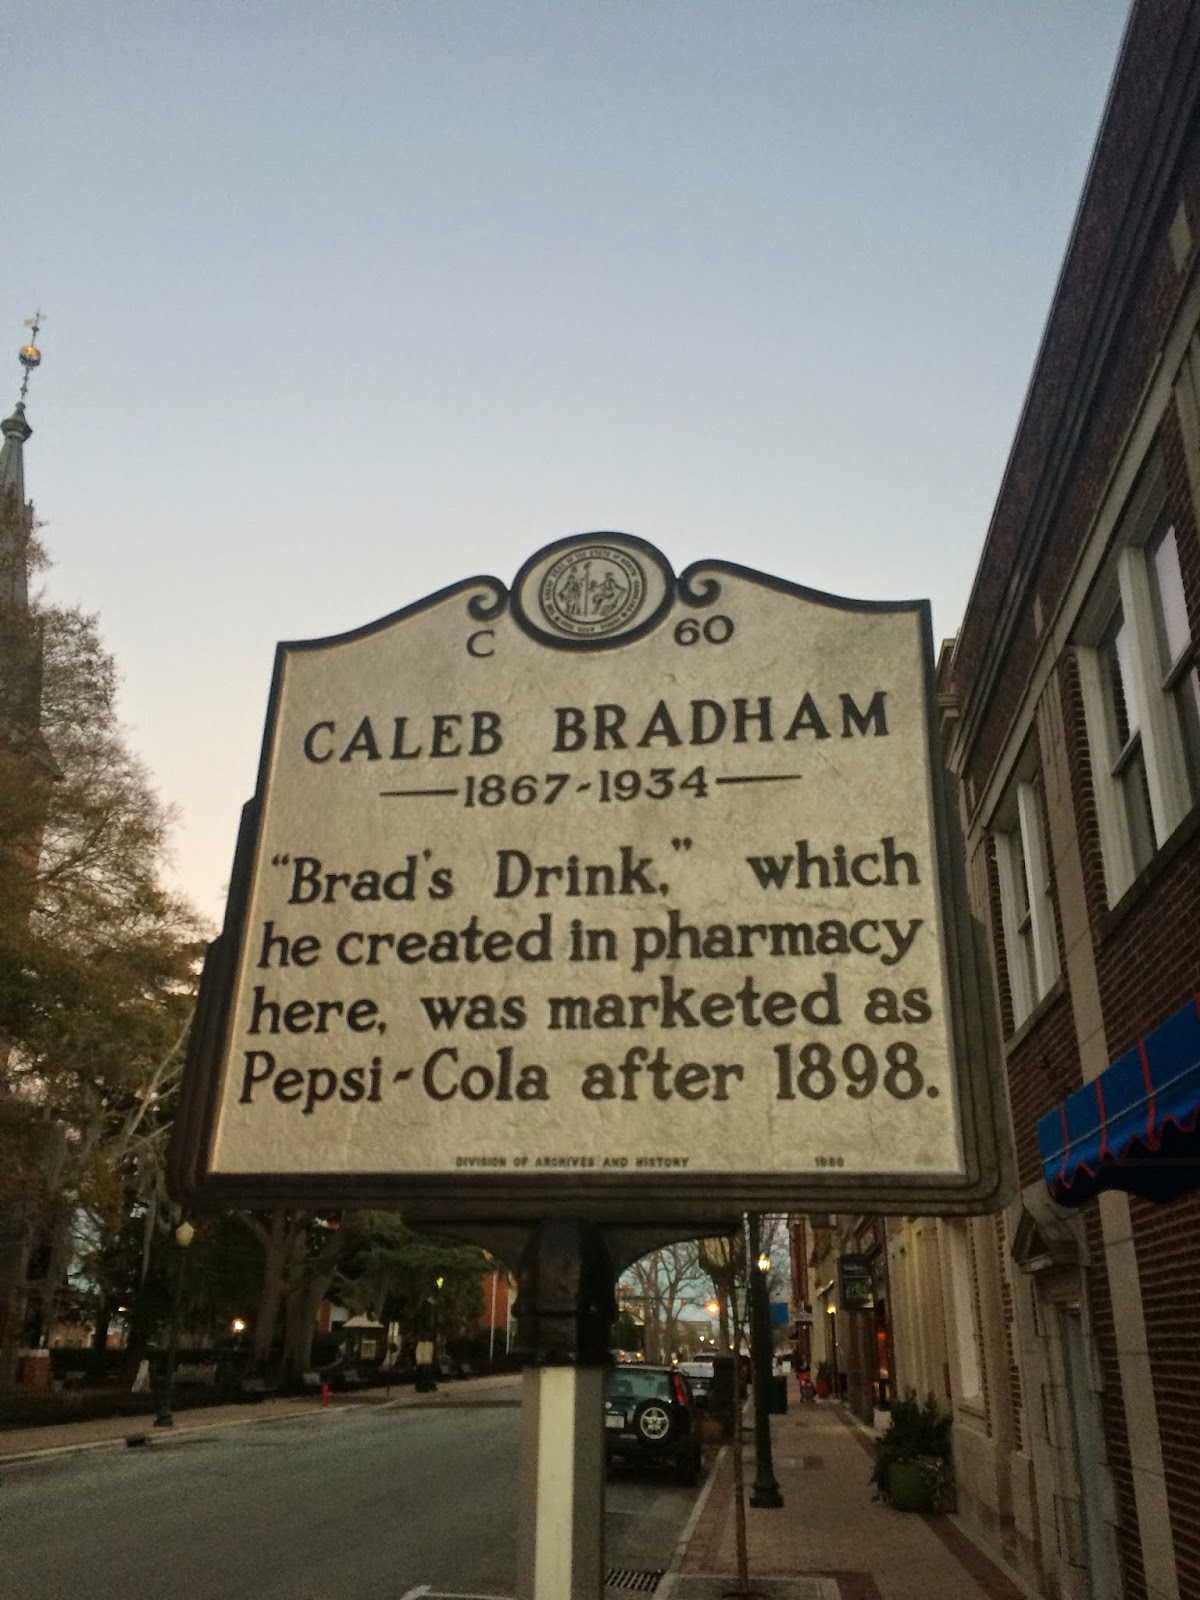 C 60
CALEB BRADHAM
1867-1934
"Brad's Drink," which
he created in pharmacy
here, was marketed as
Pepsi-Cola after 1898.
DIVISION OF ARCHIVES AND HISTORY